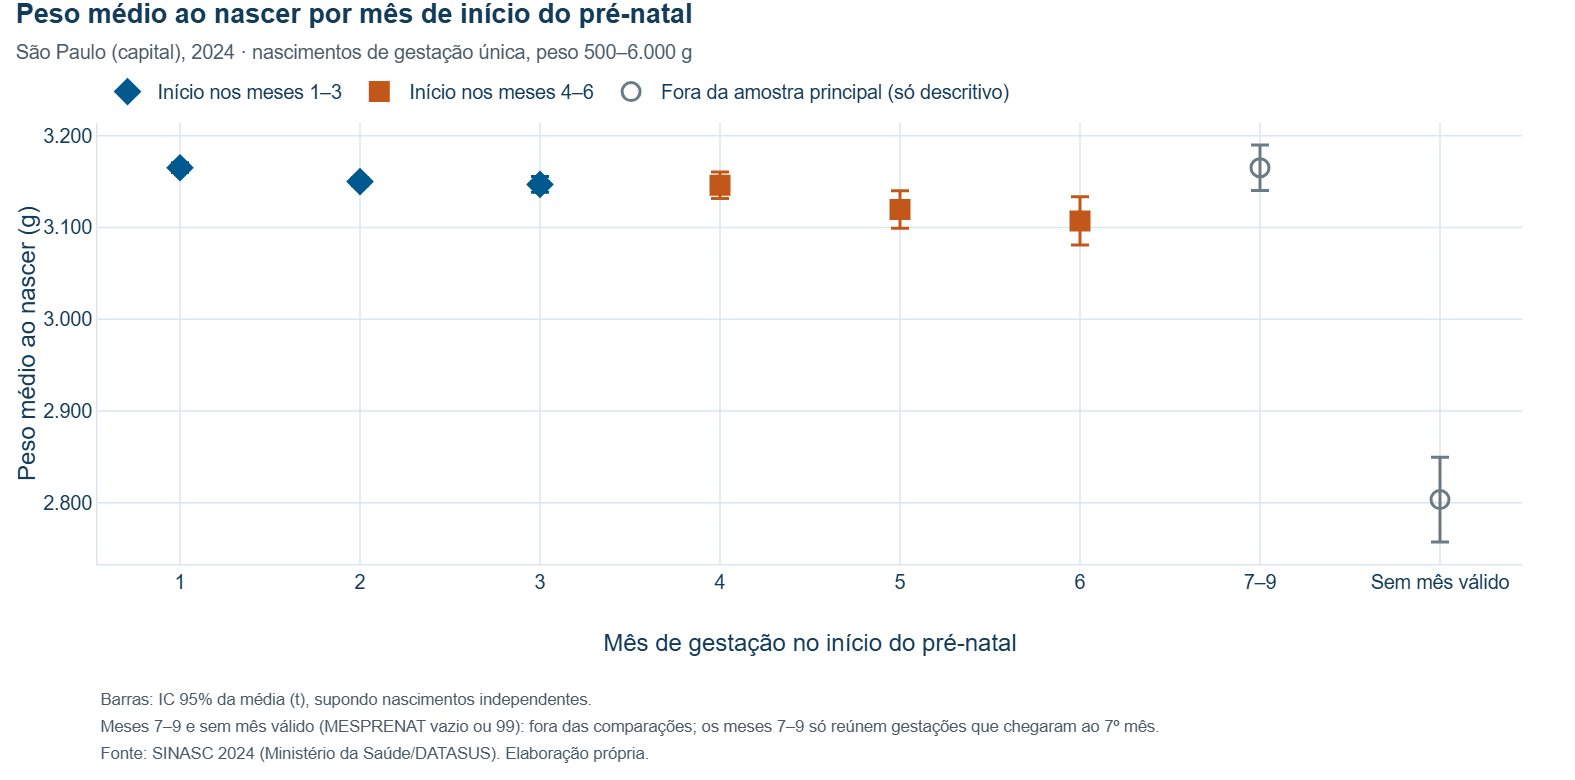 Peso médio ao nascer por mês de início do pré-natal
São Paulo (capital), 2024 · nascimentos de gestação única, peso 500–6.000 g
Início nos meses 1–3 Início nos meses 4–6 Fora da amostra principal (só descritivo)
Peso médio ao nascer (g)
3.200
3.100
3.000
2.900
2.800
1 2 3 4 5 6 7–9 Sem mês válido
Mês de gestação no início do pré-natal
Barras: IC 95% da média (t), supondo nascimentos independentes.
Meses 7–9 e sem mês válido (MESPRENAT vazio ou 99): fora das comparações; os meses 7–9 só reúnem gestações que chegaram ao 7º mês.
Fonte: SINASC 2024 (Ministério da Saúde/DATASUS). Elaboração própria.